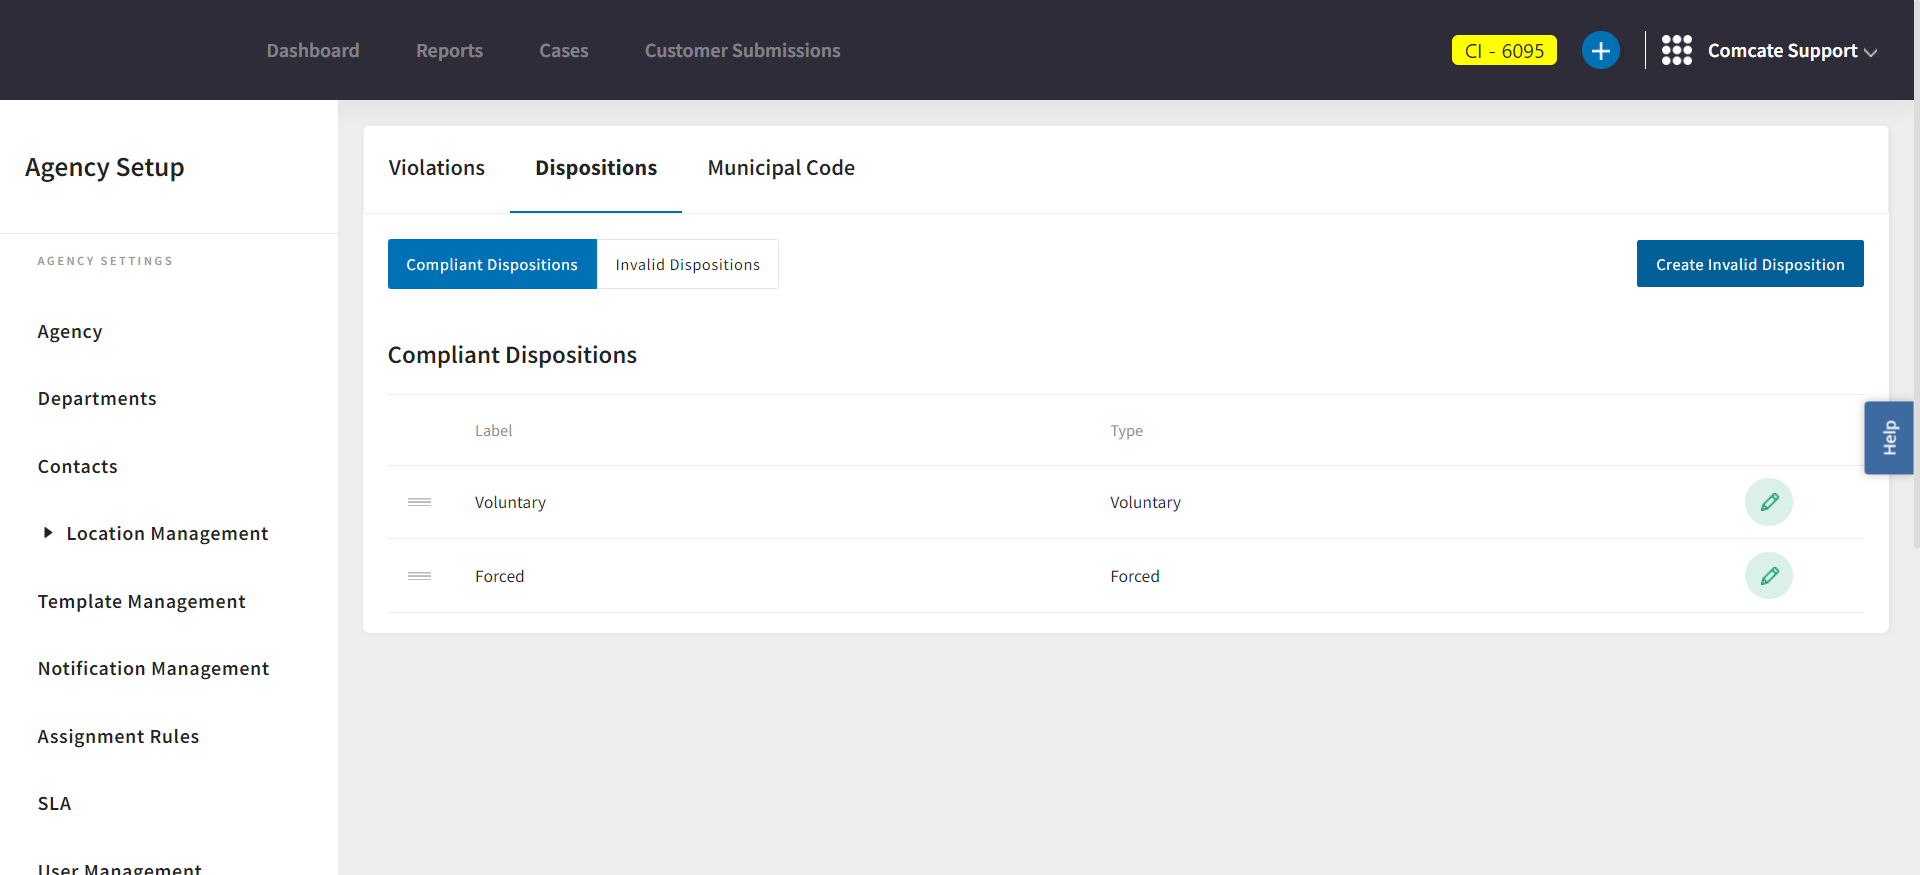 Dashboard Reports Cases Customer Submissions CI - 6095 Comcate Support
Agency Setup
AGENCY SETTINGS
Agency
Departments
Contacts
Location Management
Template Management
Notification Management
Assignment Rules
SLA
User Management
Violations Dispositions Municipal Code
Compliant Dispositions Invalid Dispositions Create Invalid Disposition
Compliant Dispositions
Label Type
Voluntary Voluntary
Forced Forced
Help